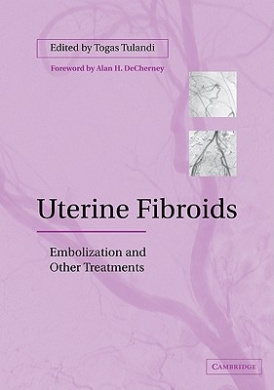 Edited by Togas Tulandi
Foreword by Alan H. DeCherney
Uterine Fibroids
Embolization and
Other Treatments
CAMBRIDGE